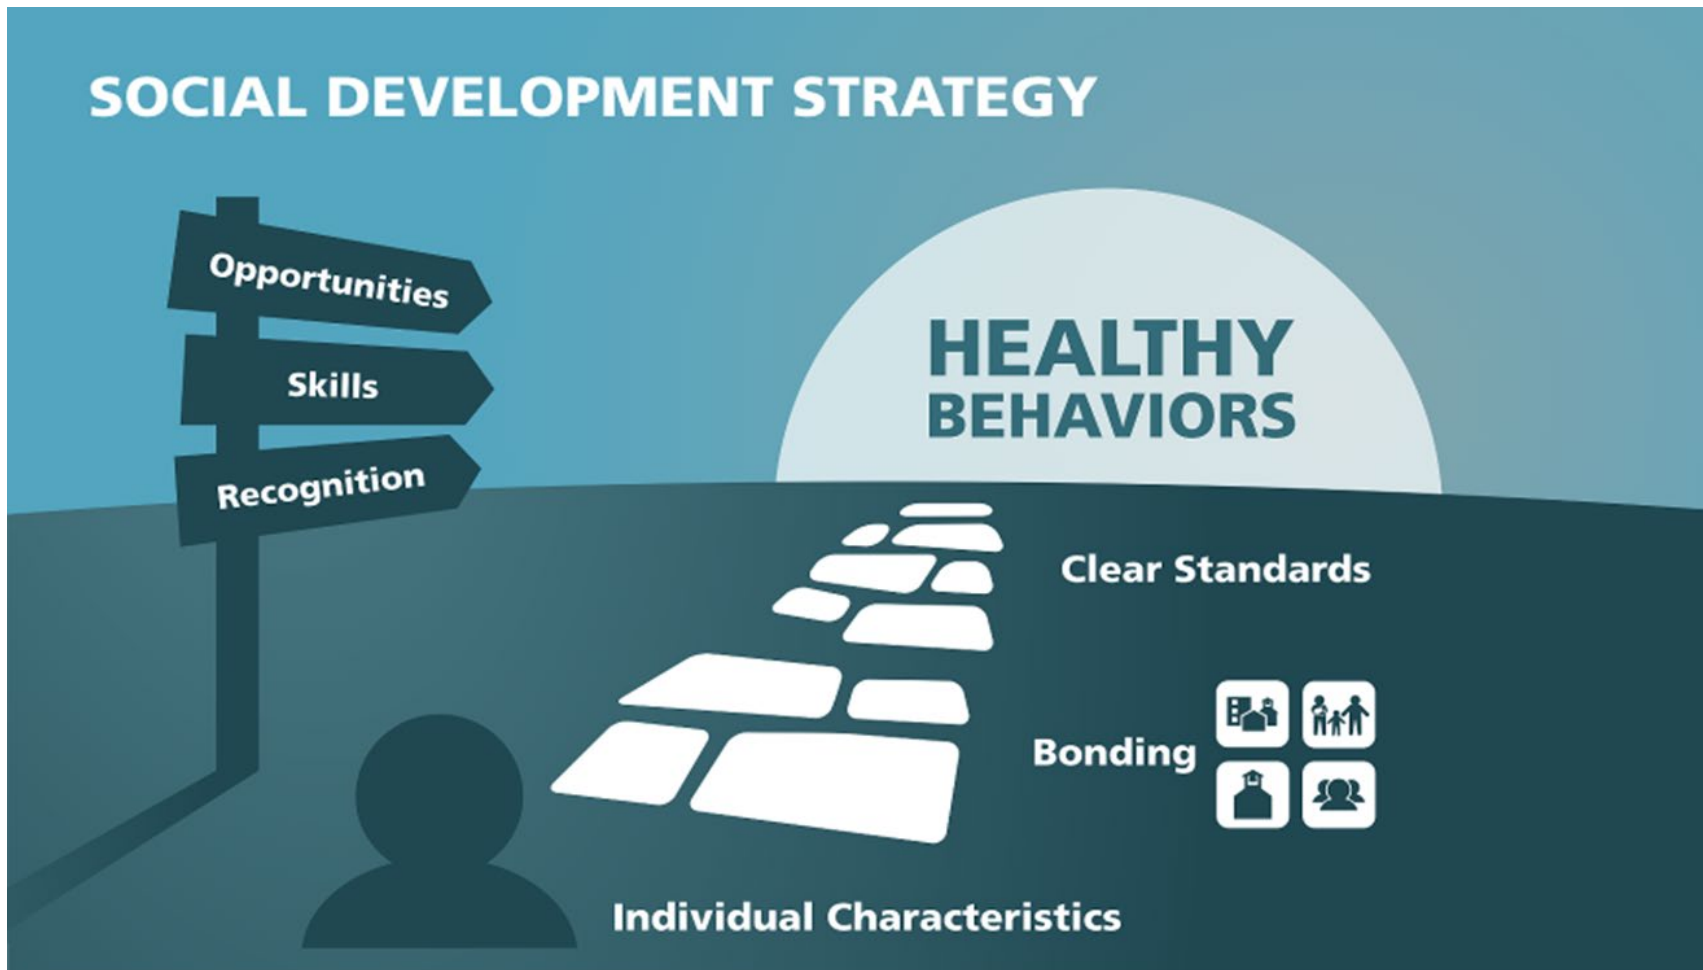 SOCIAL DEVELOPMENT STRATEGY
Opportunities
Skills
Recognition
HEALTHY
BEHAVIORS
Clear Standards
Bonding
Individual Characteristics